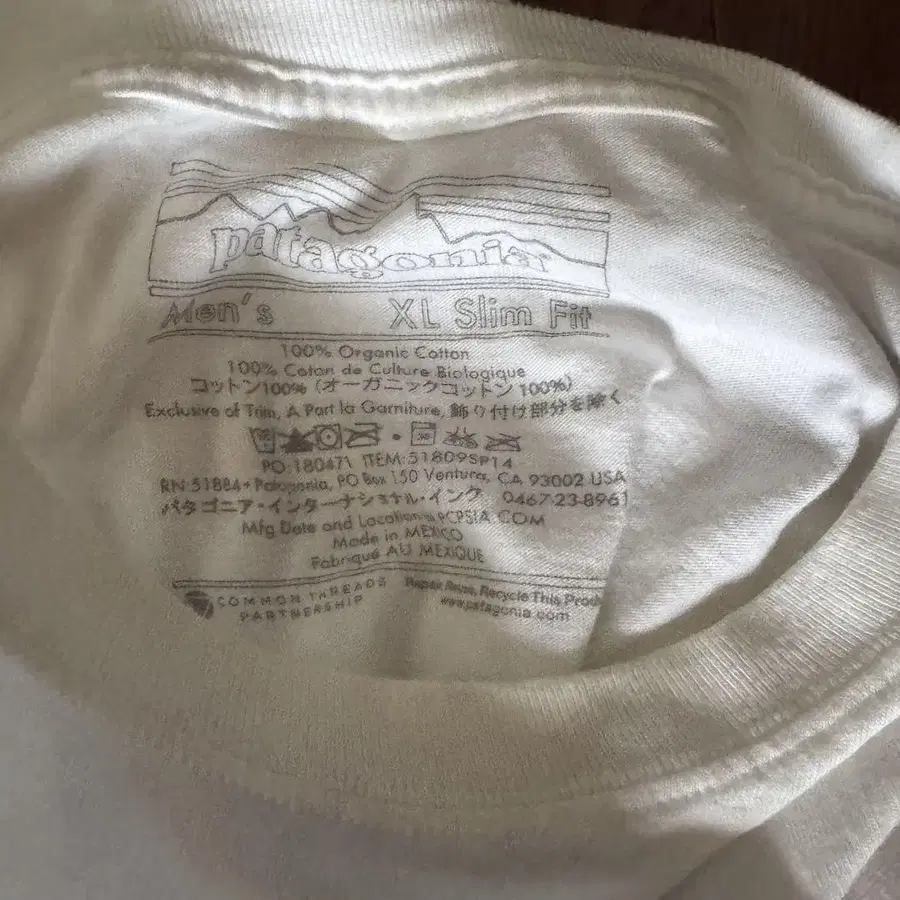 patagonia
Men's XL Slim Fit
100% Organic Cotton
100% Coton de Culture Biologique
コットン100% (オーガニックコットン 100%)
Exclusive of Trim, A Part la Garniture, 飾り付け部分を除く
PO:180471 ITEM:51809SP14
RN:51884 • Patagonia, PO Box 150 Ventura, CA 93002 USA
パタゴニア・インターナショナル・インク 0467-23-8961
Mfg Date and Location PCPSIA.COM
Made in MEXICO
Fabriqué AU MEXIQUE
COMMON THREADS
PARTNERSHIP
Repair, Reuse, Recycle This Produ
www.patagonia.com